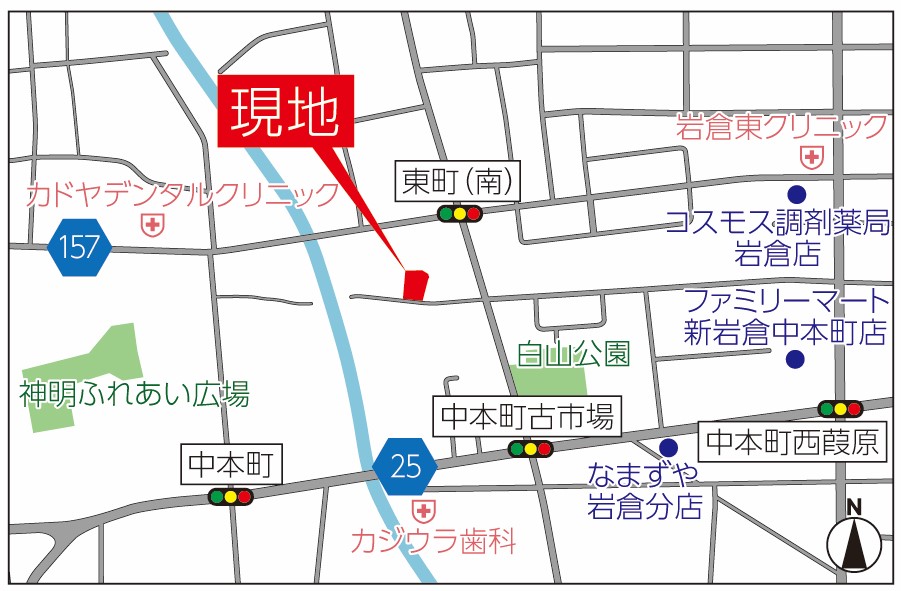 現地
岩倉東クリニック
東町(南)
カドヤデンタルクリニック
コスモス調剤薬局
岩倉店
157
ファミリーマート
新岩倉中本町店
白山公園
神明ふれあい広場
中本町古市場
中本町西葭原
中本町
25
なまずや
岩倉分店
カジウラ歯科
N